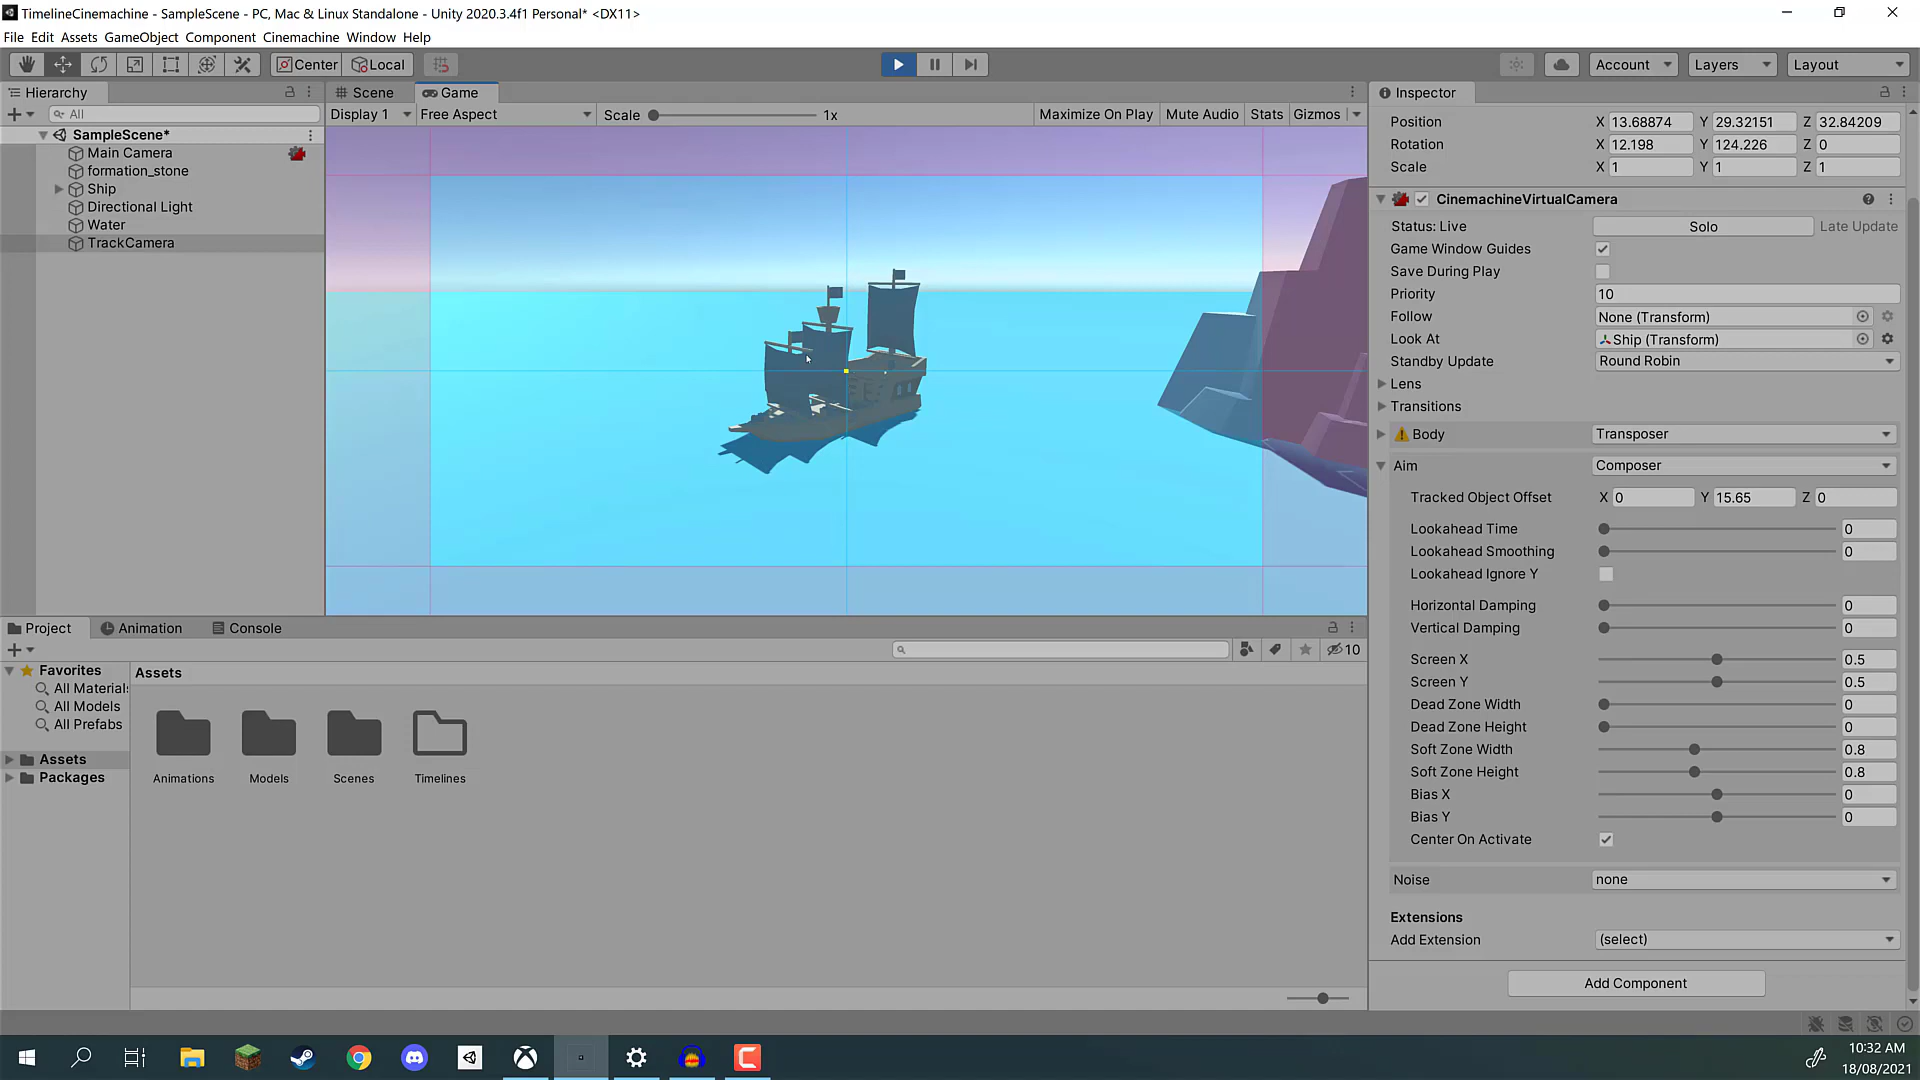 TimelineCinemachine - SampleScene - PC, Mac & Linux Standalone - Unity 2020.3.4f1 Personal* <DX11>
File Edit Assets GameObject Component Cinemachine Window Help
Center Local Account Layers Layout
Hierarchy
All
SampleScene*
Main Camera
formation_stone
Ship
Directional Light
Water
TrackCamera
Scene Game
Display 1 Free Aspect Scale 1x Maximize On Play Mute Audio Stats Gizmos
Inspector
Position X 13.68874 Y 29.32151 Z 32.84209
Rotation X 12.198 Y 124.226 Z 0
Scale X 1 Y 1 Z 1
CinemachineVirtualCamera
Status: Live Solo Late Update
Game Window Guides
Save During Play
Priority 10
Follow None (Transform)
Look At Ship (Transform)
Standby Update Round Robin
Lens
Transitions
Body Transposer
Aim Composer
Tracked Object Offset X 0 Y 15.65 Z 0
Lookahead Time 0
Lookahead Smoothing 0
Lookahead Ignore Y
Horizontal Damping 0
Vertical Damping 0
Screen X 0.5
Screen Y 0.5
Dead Zone Width 0
Dead Zone Height 0
Soft Zone Width 0.8
Soft Zone Height 0.8
Bias X 0
Bias Y 0
Center On Activate
Noise none
Extensions
Add Extension (select)
Add Component
Project Animation Console
10
Favorites
All Materials
All Models
All Prefabs
Assets
Packages
Assets
Animations Models Scenes Timelines
10:32 AM
18/08/2021